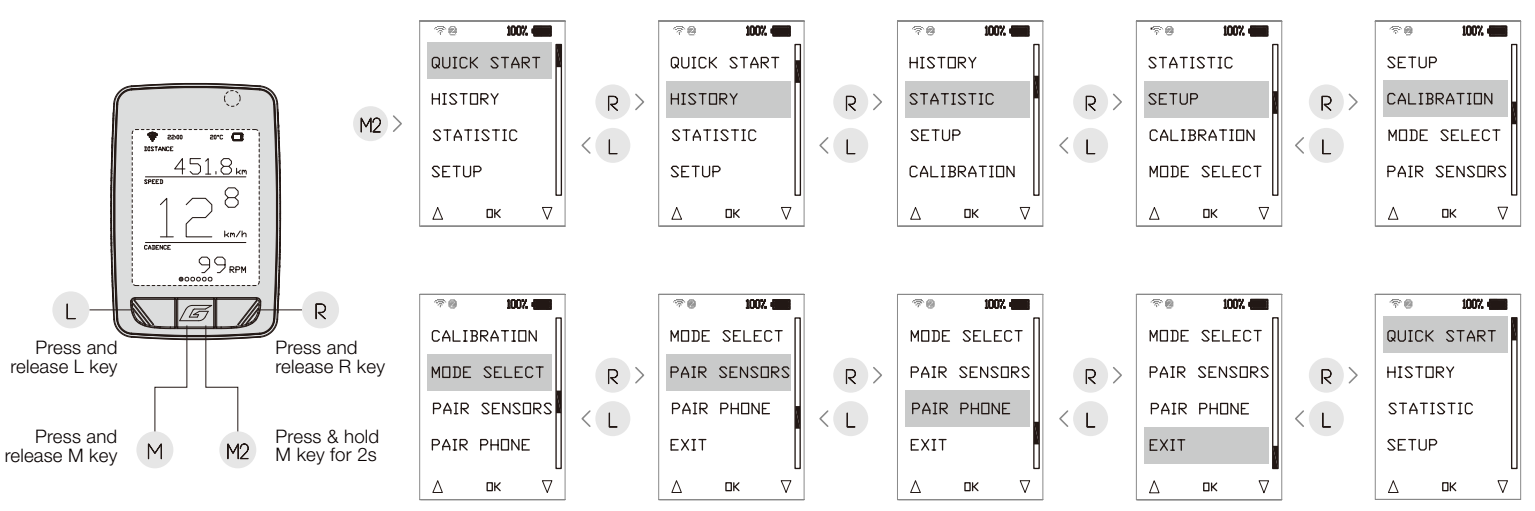 22:00 20°C
DISTANCE
451.8 km
SPEED
12 8
km/h
CADENCE
99 RPM
L
R
Press and
release L key
Press and
release R key
M
M2
Press and
release M key
Press & hold
M key for 2s
M2 >
100%
QUICK START
HISTORY
STATISTIC
SETUP
△ OK ▽
R >
< L
100%
QUICK START
HISTORY
STATISTIC
SETUP
△ OK ▽
R >
< L
100%
HISTORY
STATISTIC
SETUP
CALIBRATION
△ OK ▽
R >
< L
100%
STATISTIC
SETUP
CALIBRATION
MODE SELECT
△ OK ▽
R >
< L
100%
SETUP
CALIBRATION
MODE SELECT
PAIR SENSORS
△ OK ▽
100%
CALIBRATION
MODE SELECT
PAIR SENSORS
PAIR PHONE
△ OK ▽
R >
< L
100%
MODE SELECT
PAIR SENSORS
PAIR PHONE
EXIT
△ OK ▽
R >
< L
100%
MODE SELECT
PAIR SENSORS
PAIR PHONE
EXIT
△ OK ▽
R >
< L
100%
MODE SELECT
PAIR SENSORS
PAIR PHONE
EXIT
△ OK ▽
R >
< L
100%
QUICK START
HISTORY
STATISTIC
SETUP
△ OK ▽